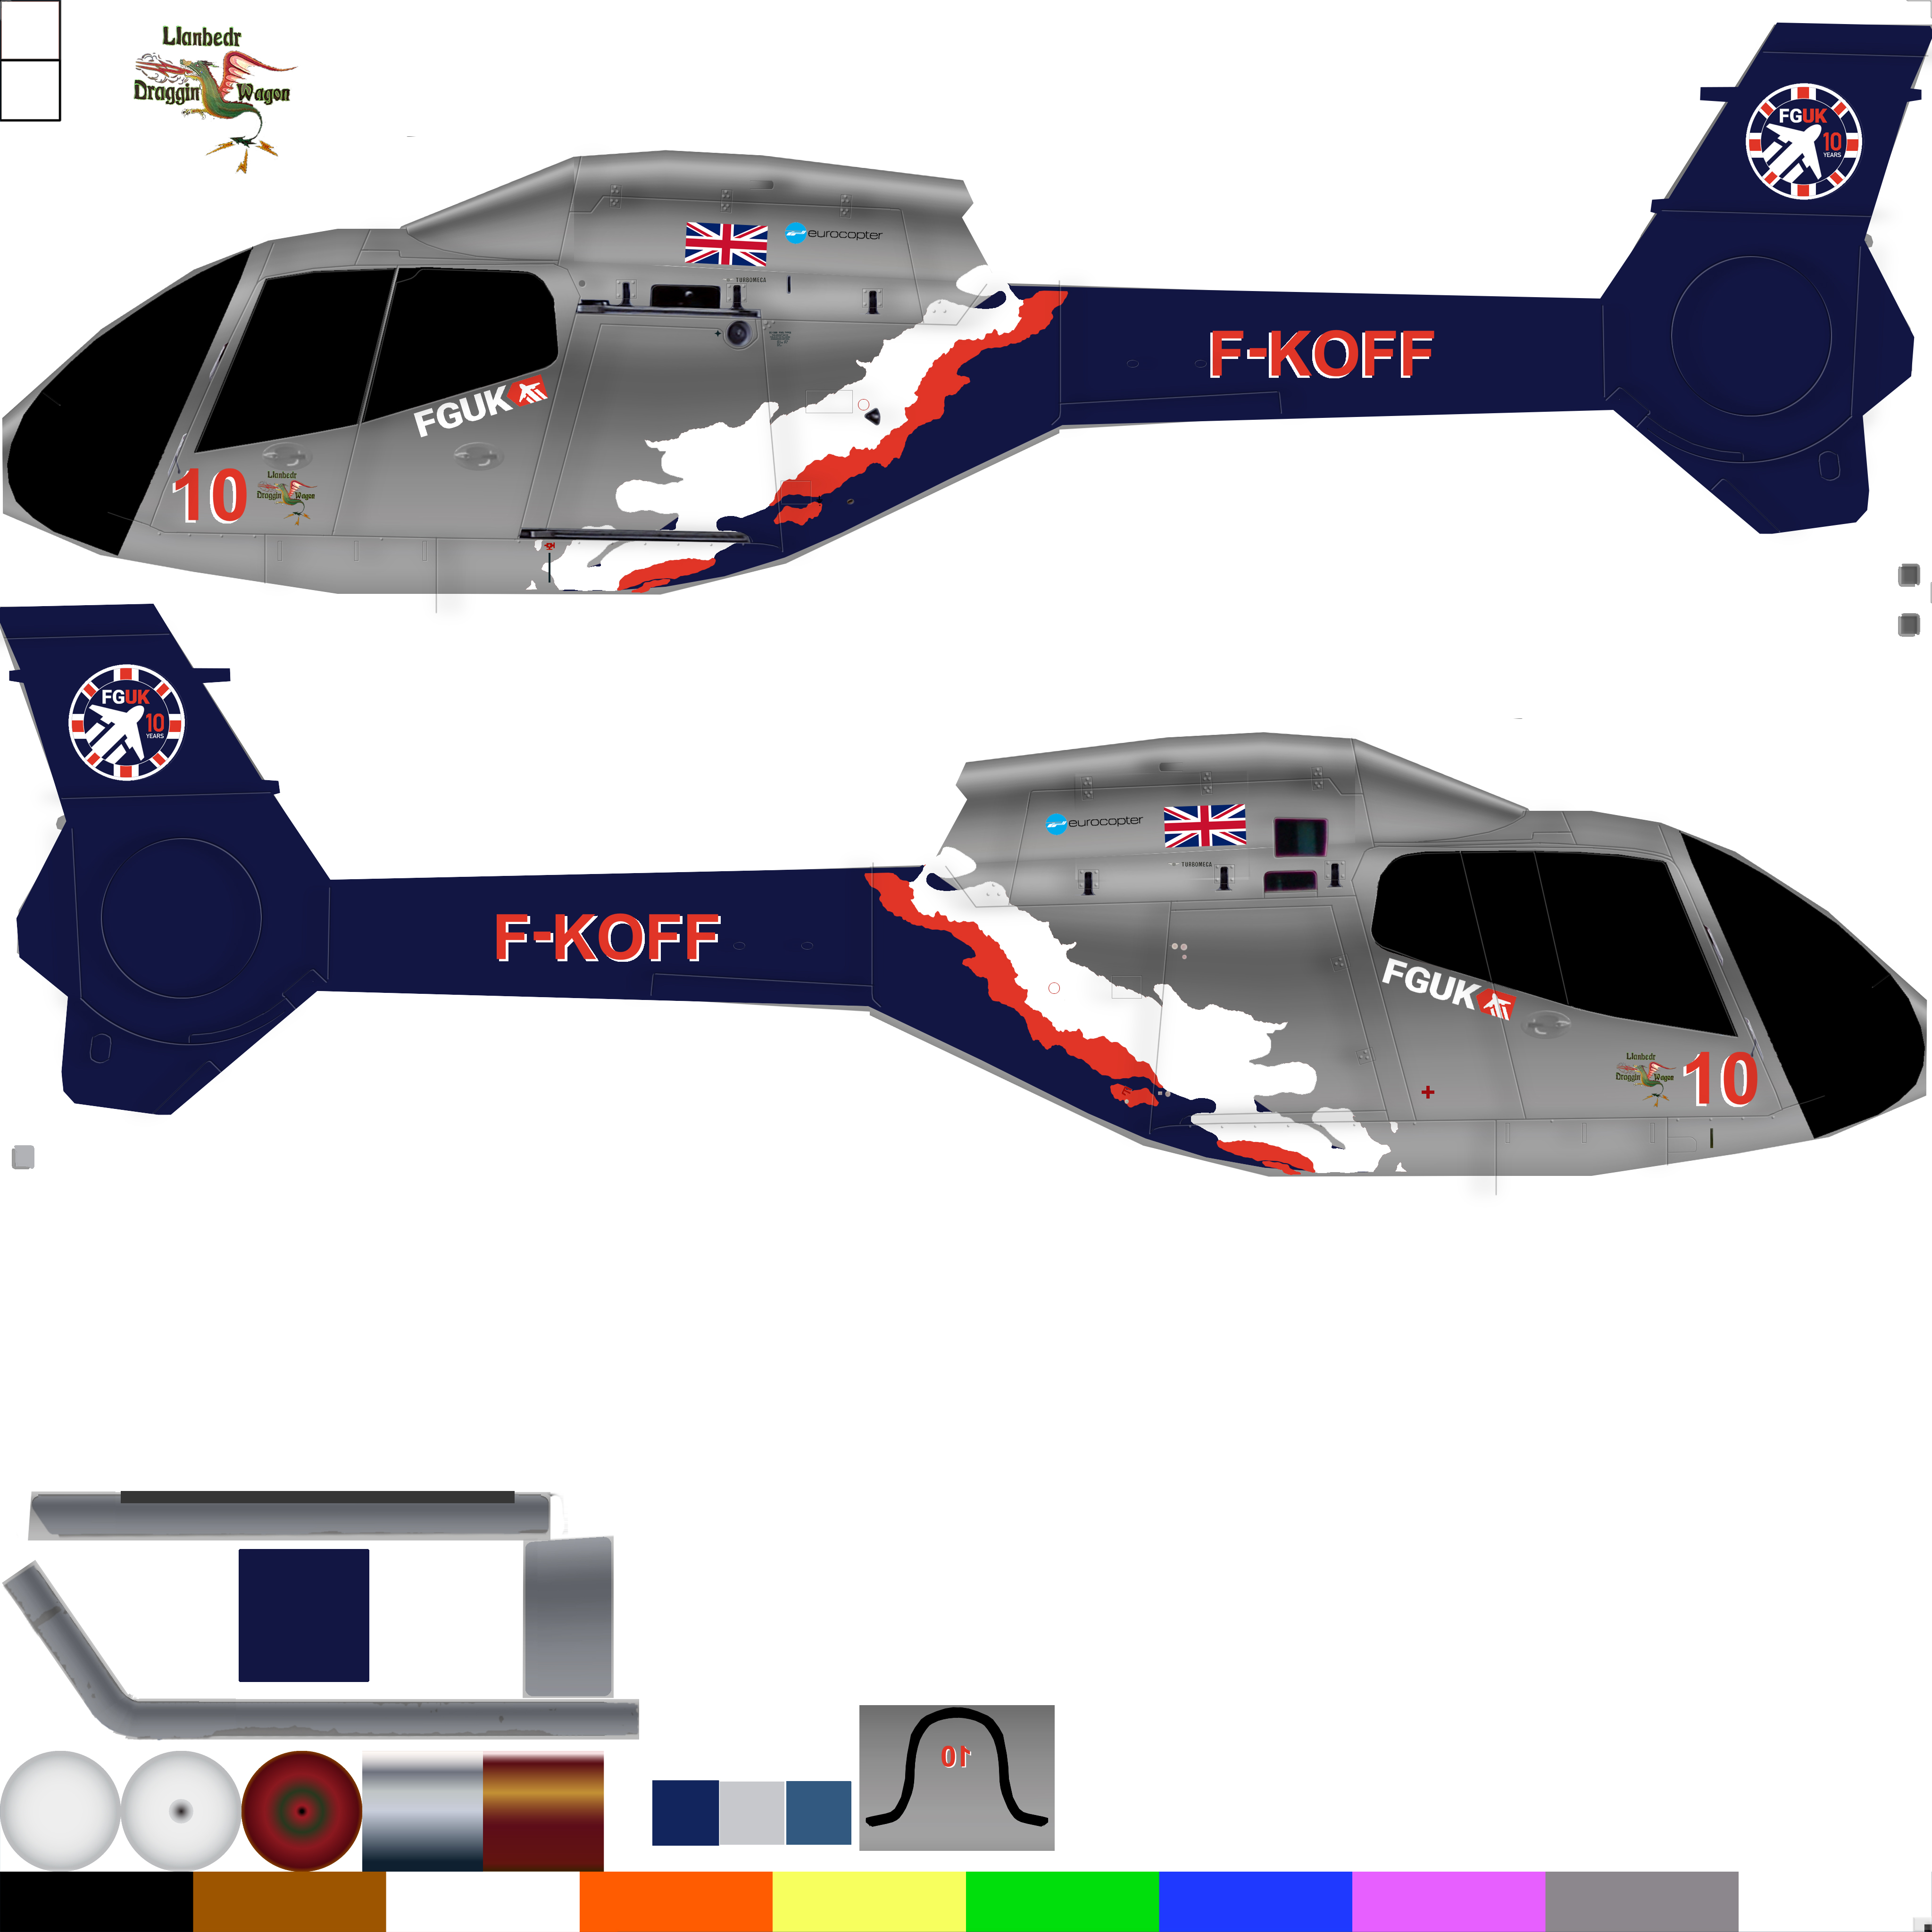 Llanbedr
Draggin Wagon
FGUK
10
YEARS
eurocopter
TURBOMECA
F-KOFF
FGUK
10
Llanbedr
Draggin Wagon
FGUK
10
YEARS
eurocopter
TURBOMECA
F-KOFF
FGUK
Llanbedr
Draggin Wagon
10
10